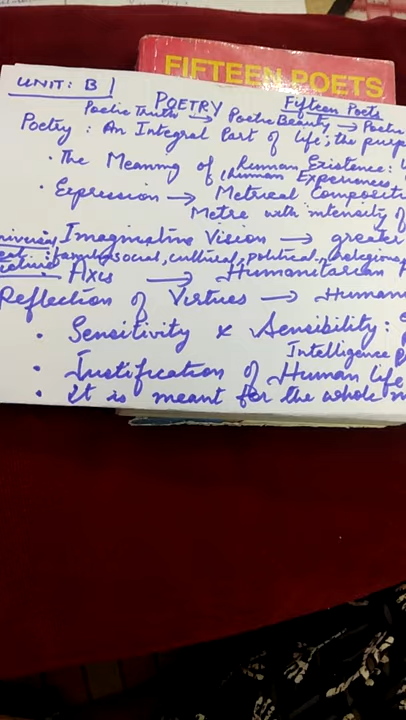 FIFTEEN POETS
UNIT: B
POETRY Fifteen Poets
Poetic Truth → Poetic Beauty → Poetic
Poetry : An Integral Part of life; the purp
· The Meaning of human Existence:
(human Experiences,
· Expression → Metrical Compositi
Metre with intensity of
· Imaginative Vision → greater
: family, social, cultural, political, religious
Axis → Humanitarian
Reflection of Virtues → Human
· Sensitivity & Sensibility:
Intelligence
· Justification of Human life
· It is meant for the whole